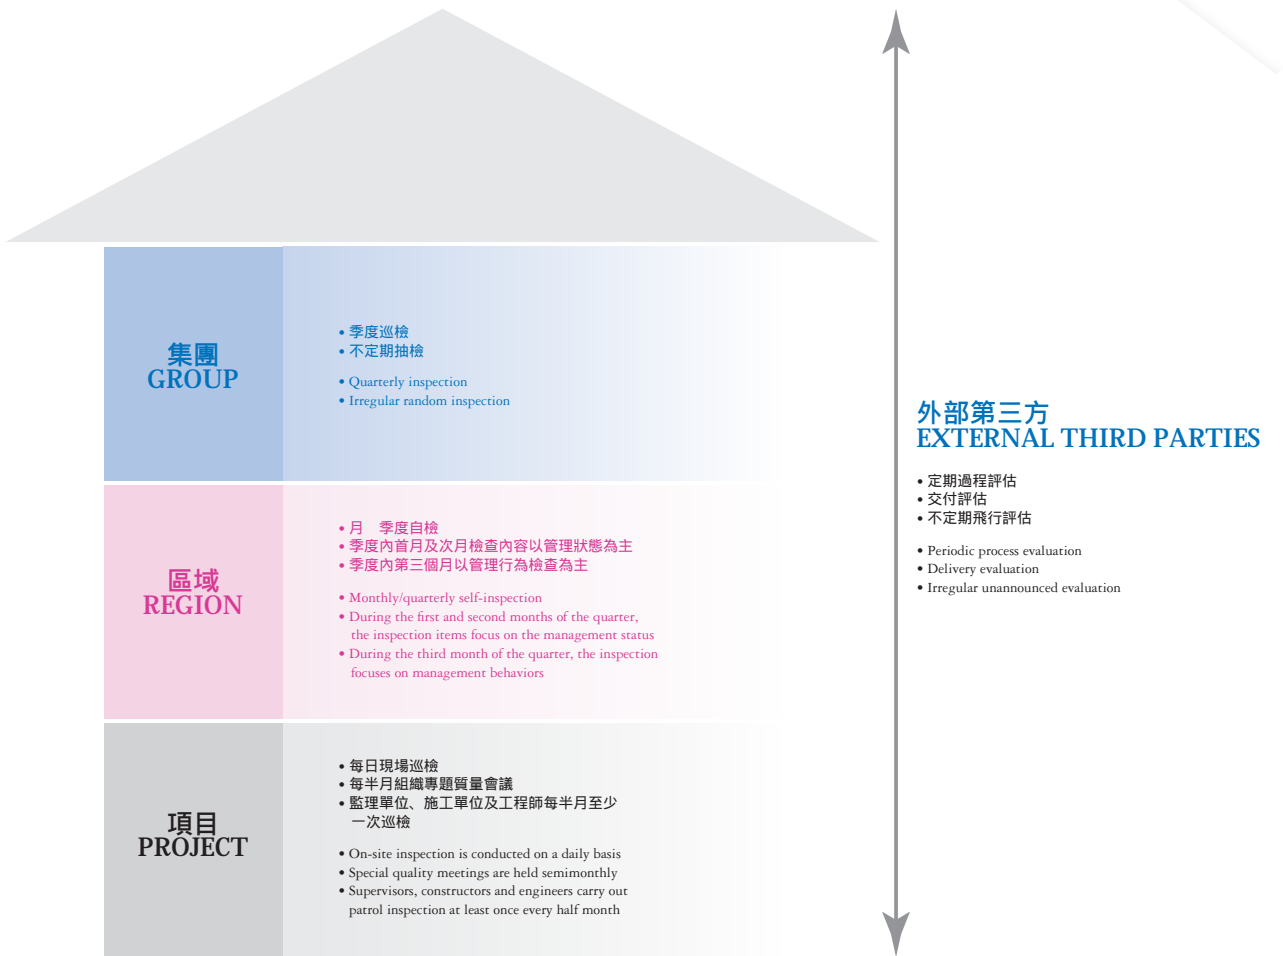 集團
GROUP
• 季度巡檢
• 不定期抽檢
• Quarterly inspection
• Irregular random inspection
區域
REGION
• 月　季度自檢
• 季度內首月及次月檢查內容以管理狀態為主
• 季度內第三個月以管理行為檢查為主
• Monthly/quarterly self-inspection
• During the first and second months of the quarter,
the inspection items focus on the management status
• During the third month of the quarter, the inspection
focuses on management behaviors
項目
PROJECT
• 每日現場巡檢
• 每半月組織專題質量會議
• 監理單位、施工單位及工程師每半月至少
一次巡檢
• On-site inspection is conducted on a daily basis
• Special quality meetings are held semimonthly
• Supervisors, constructors and engineers carry out
patrol inspection at least once every half month
外部第三方
EXTERNAL THIRD PARTIES
• 定期過程評估
• 交付評估
• 不定期飛行評估
• Periodic process evaluation
• Delivery evaluation
• Irregular unannounced evaluation